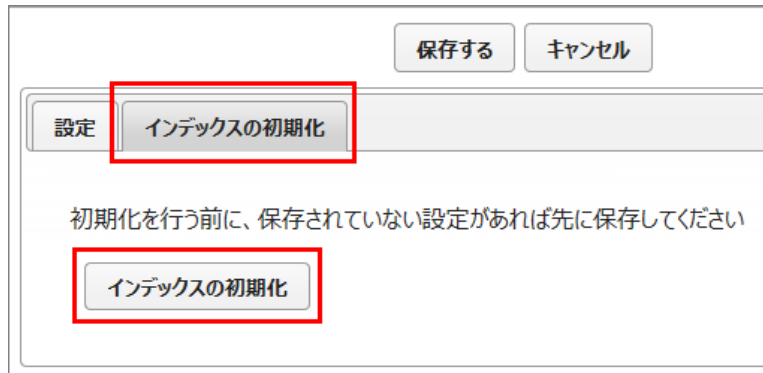 保存する キャンセル
設定 インデックスの初期化
初期化を行う前に、保存されていない設定があれば先に保存してください
インデックスの初期化